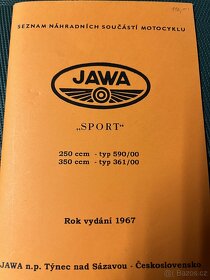 SEZNAM NÁHRADNÍCH SOUČÁSTÍ MOTOCYKLU
JAWA
„SPORT"
250 ccm - typ 590/00
350 ccm - typ 361/00
Rok vydání 1967
JAWA n.p. Týnec nad Sázavou - Československo